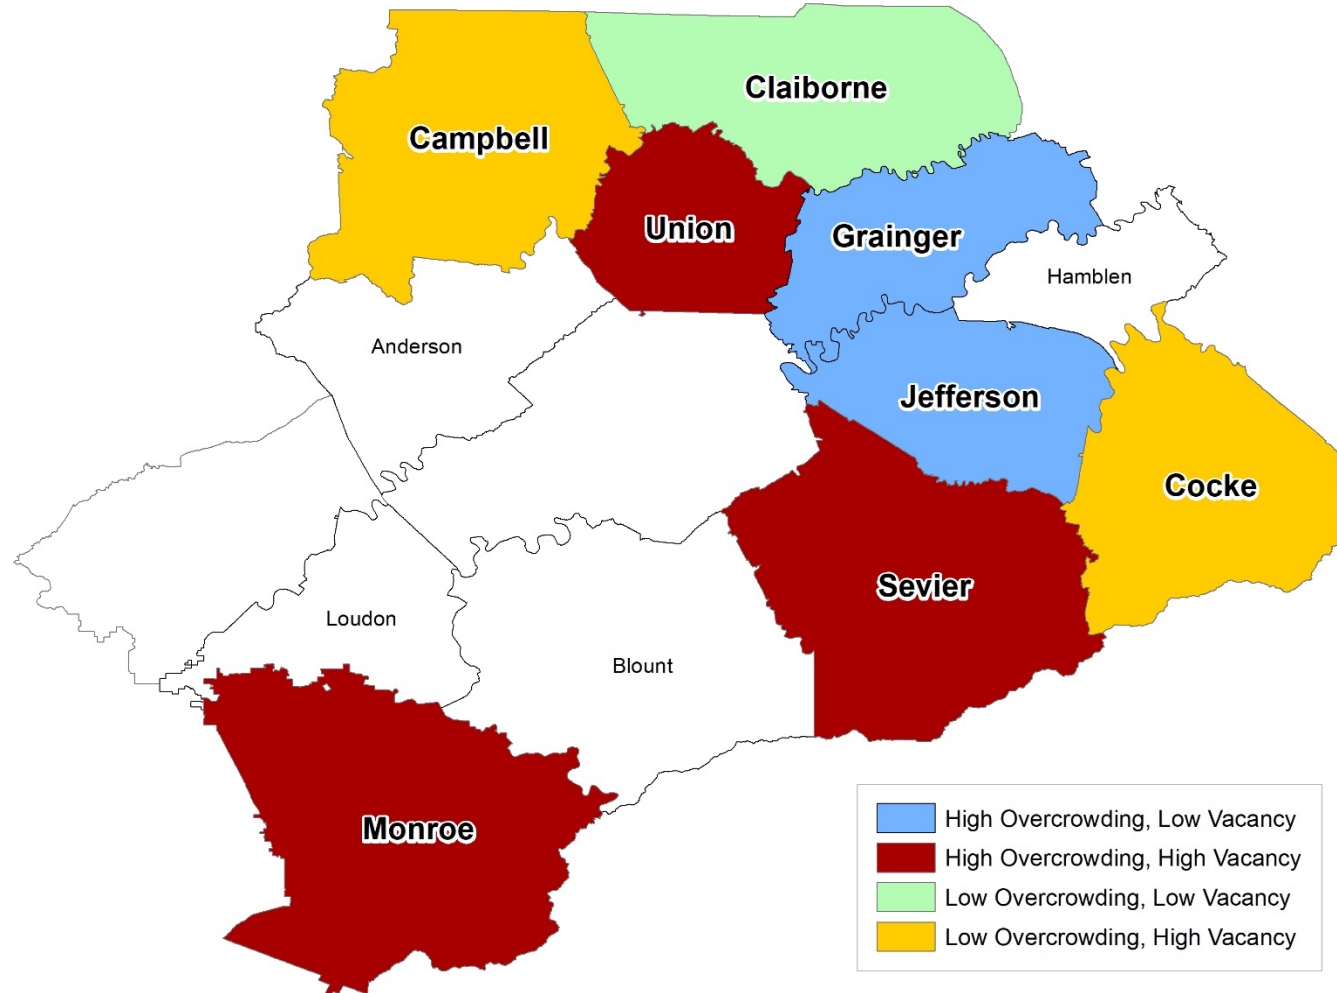 Claiborne
Campbell
Union
Grainger
Hamblen
Anderson
Jefferson
Cocke
Sevier
Loudon
Blount
Monroe
High Overcrowding, Low Vacancy
High Overcrowding, High Vacancy
Low Overcrowding, Low Vacancy
Low Overcrowding, High Vacancy